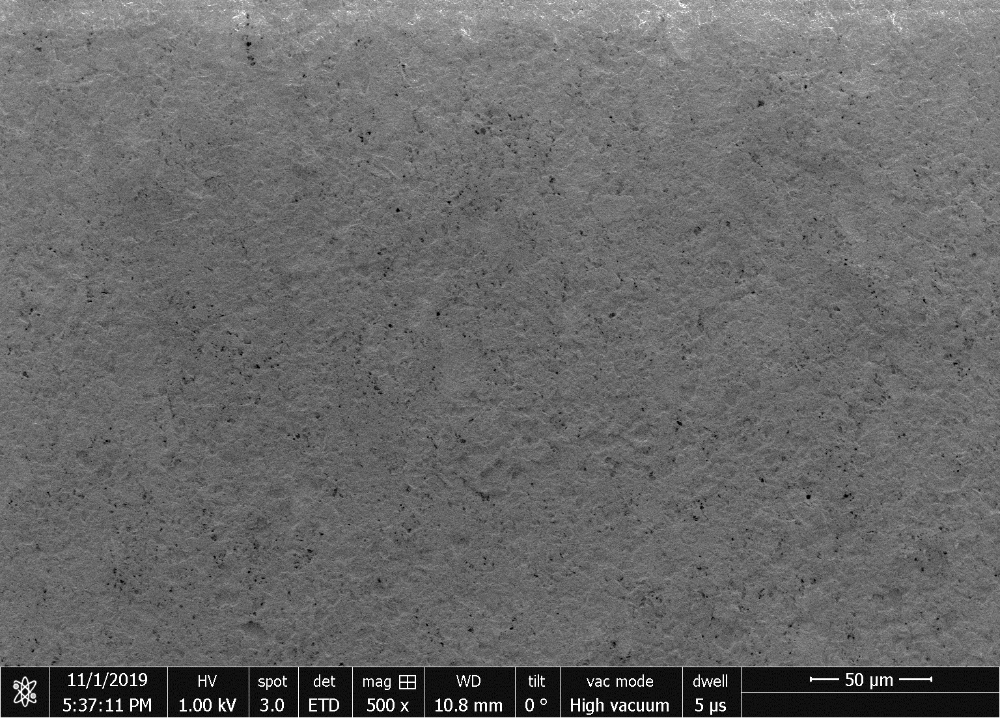 11/1/2019
5:37:11 PM
HV
1.00 kV
spot
3.0
det
ETD
mag
500 x
WD
10.8 mm
tilt
0 °
vac mode
High vacuum
dwell
5 µs
50 µm